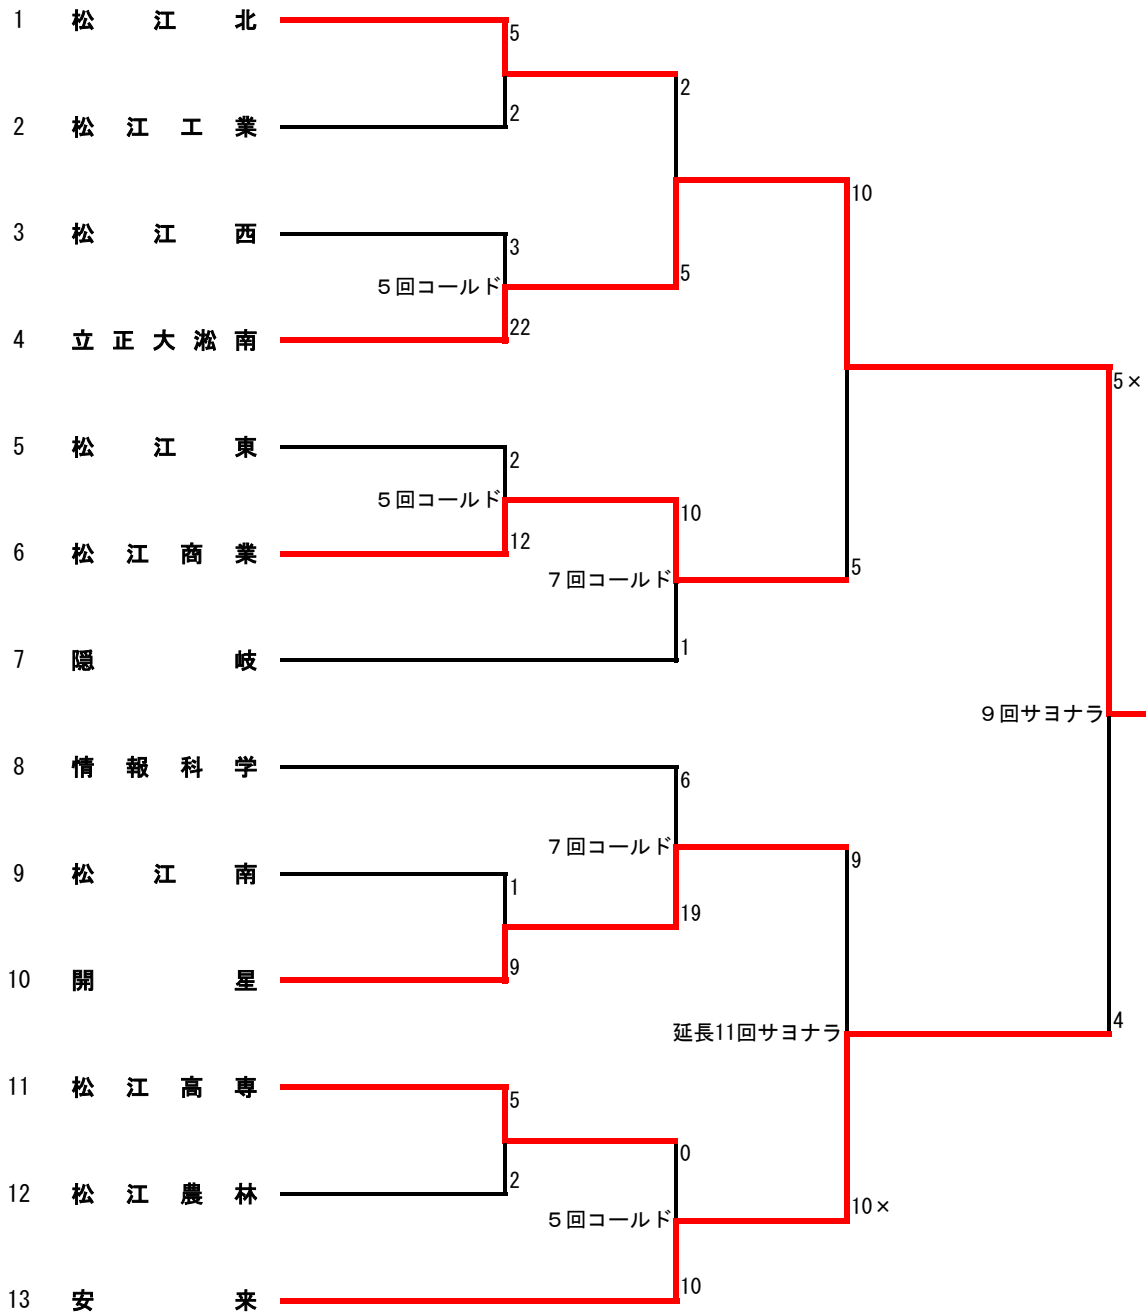 1 松江北
5
2
2 松江工業
2
10
3 松江西
3
5回コールド
5
4 立正大淞南
22
5×
5 松江東
2
5回コールド
10
6 松江商業
12
7回コールド
5
7 隠岐
1
9回サヨナラ
8 情報科学
6
7回コールド
9
9 松江南
1
19
10 開星
9
延長11回サヨナラ
4
11 松江高専
5
0
12 松江農林
2
5回コールド
10×
13 安来
10